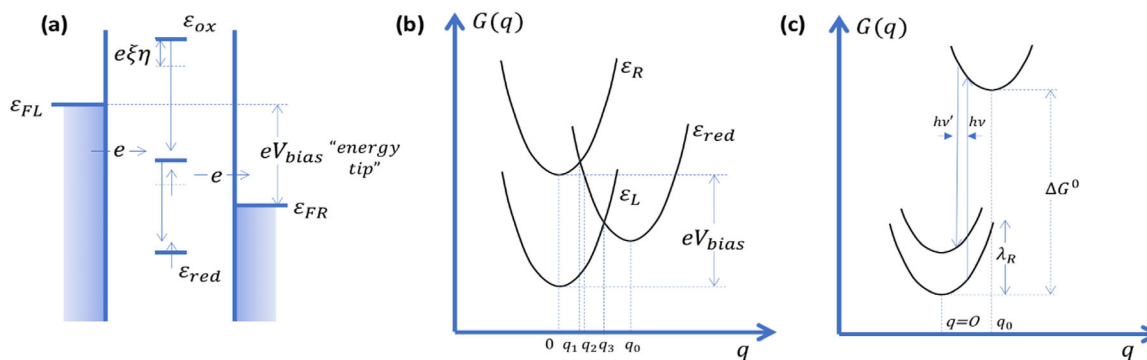 (a)
ε_ox
eξη
ε_FL
e
eV_bias "energy
tip"
e
ε_FR
ε_red
(b)
G(q)
ε_R
ε_red
ε_L
eV_bias
0 q_1 q_2 q_3 q_0
q
(c)
G(q)
hν' hν
ΔG^0
λ_R
q=O q_0
q